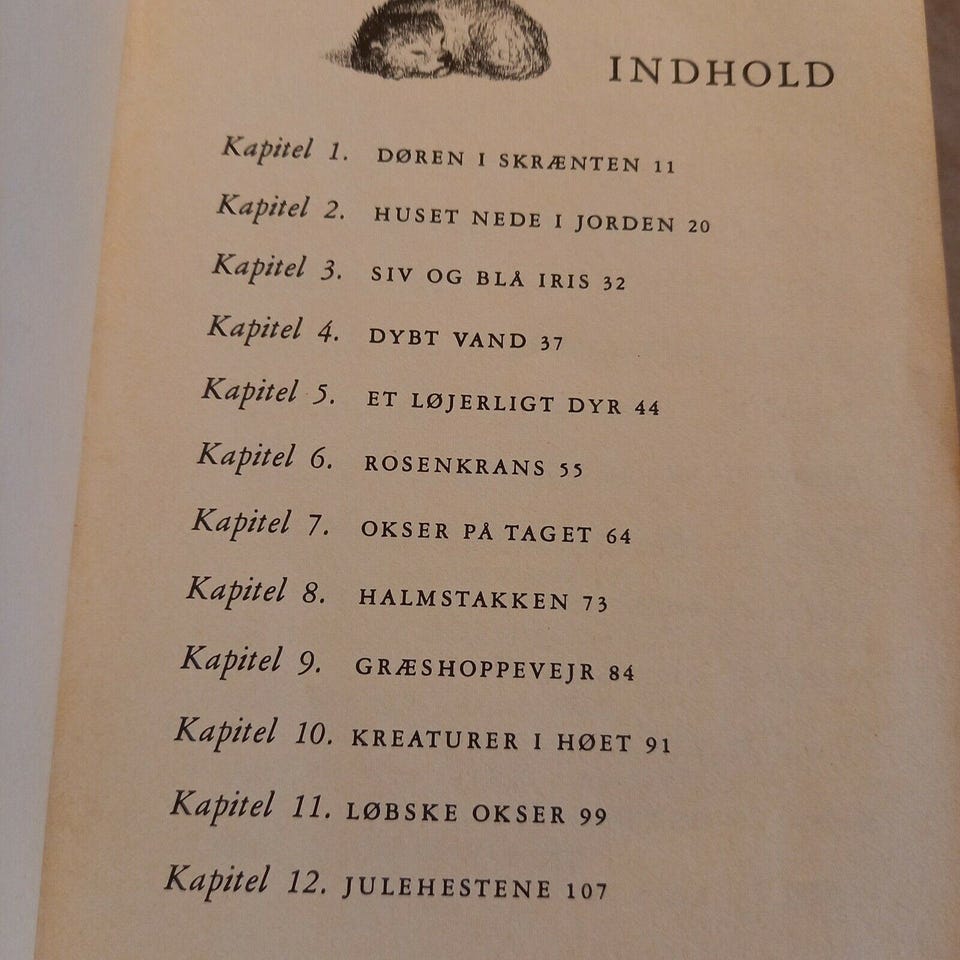 INDHOLD
Kapitel 1. DØREN I SKRÆNTEN 11
Kapitel 2. HUSET NEDE I JORDEN 20
Kapitel 3. SIV OG BLÅ IRIS 32
Kapitel 4. DYBT VAND 37
Kapitel 5. ET LØJERLIGT DYR 44
Kapitel 6. ROSENKRANS 55
Kapitel 7. OKSER PÅ TAGET 64
Kapitel 8. HALMSTAKKEN 73
Kapitel 9. GRÆSHOPPEVEJR 84
Kapitel 10. KREATURER I HØET 91
Kapitel 11. LØBSKE OKSER 99
Kapitel 12. JULEHESTENE 107